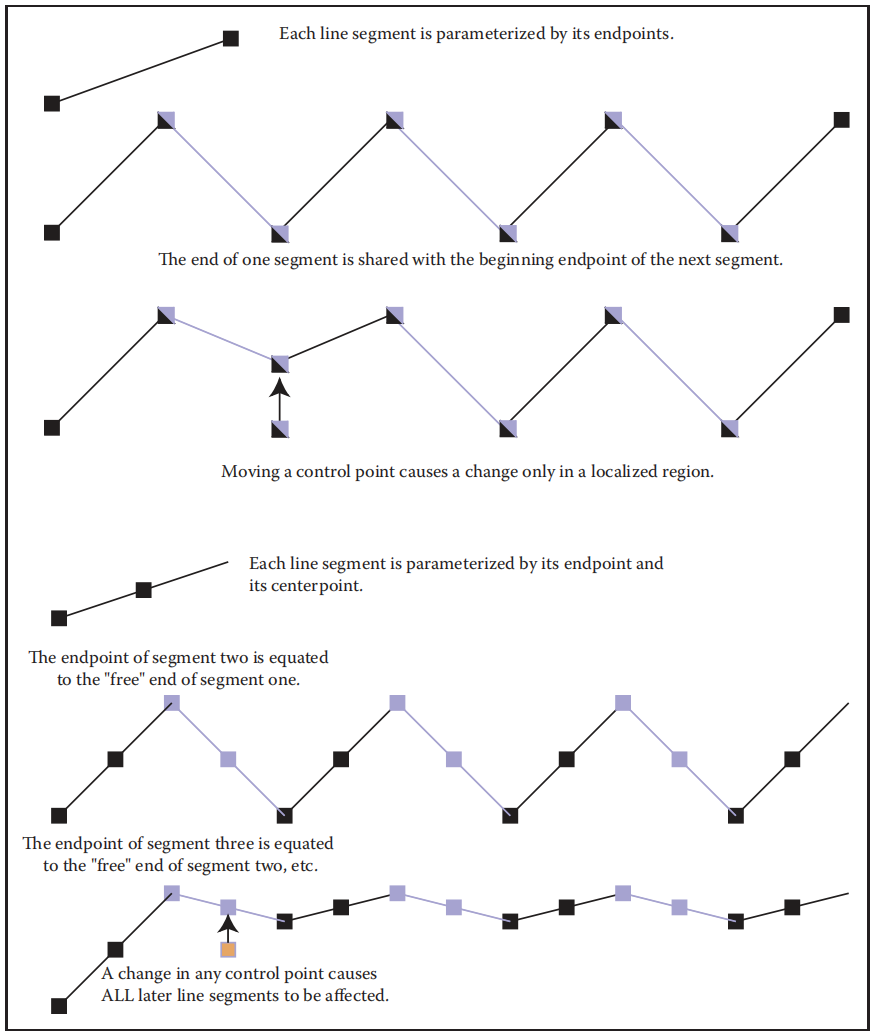 Each line segment is parameterized by its endpoints.
The end of one segment is shared with the beginning endpoint of the next segment.
Moving a control point causes a change only in a localized region.
Each line segment is parameterized by its endpoint and
its centerpoint.
The endpoint of segment two is equated
to the "free" end of segment one.
The endpoint of segment three is equated
to the "free" end of segment two, etc.
A change in any control point causes
ALL later line segments to be affected.